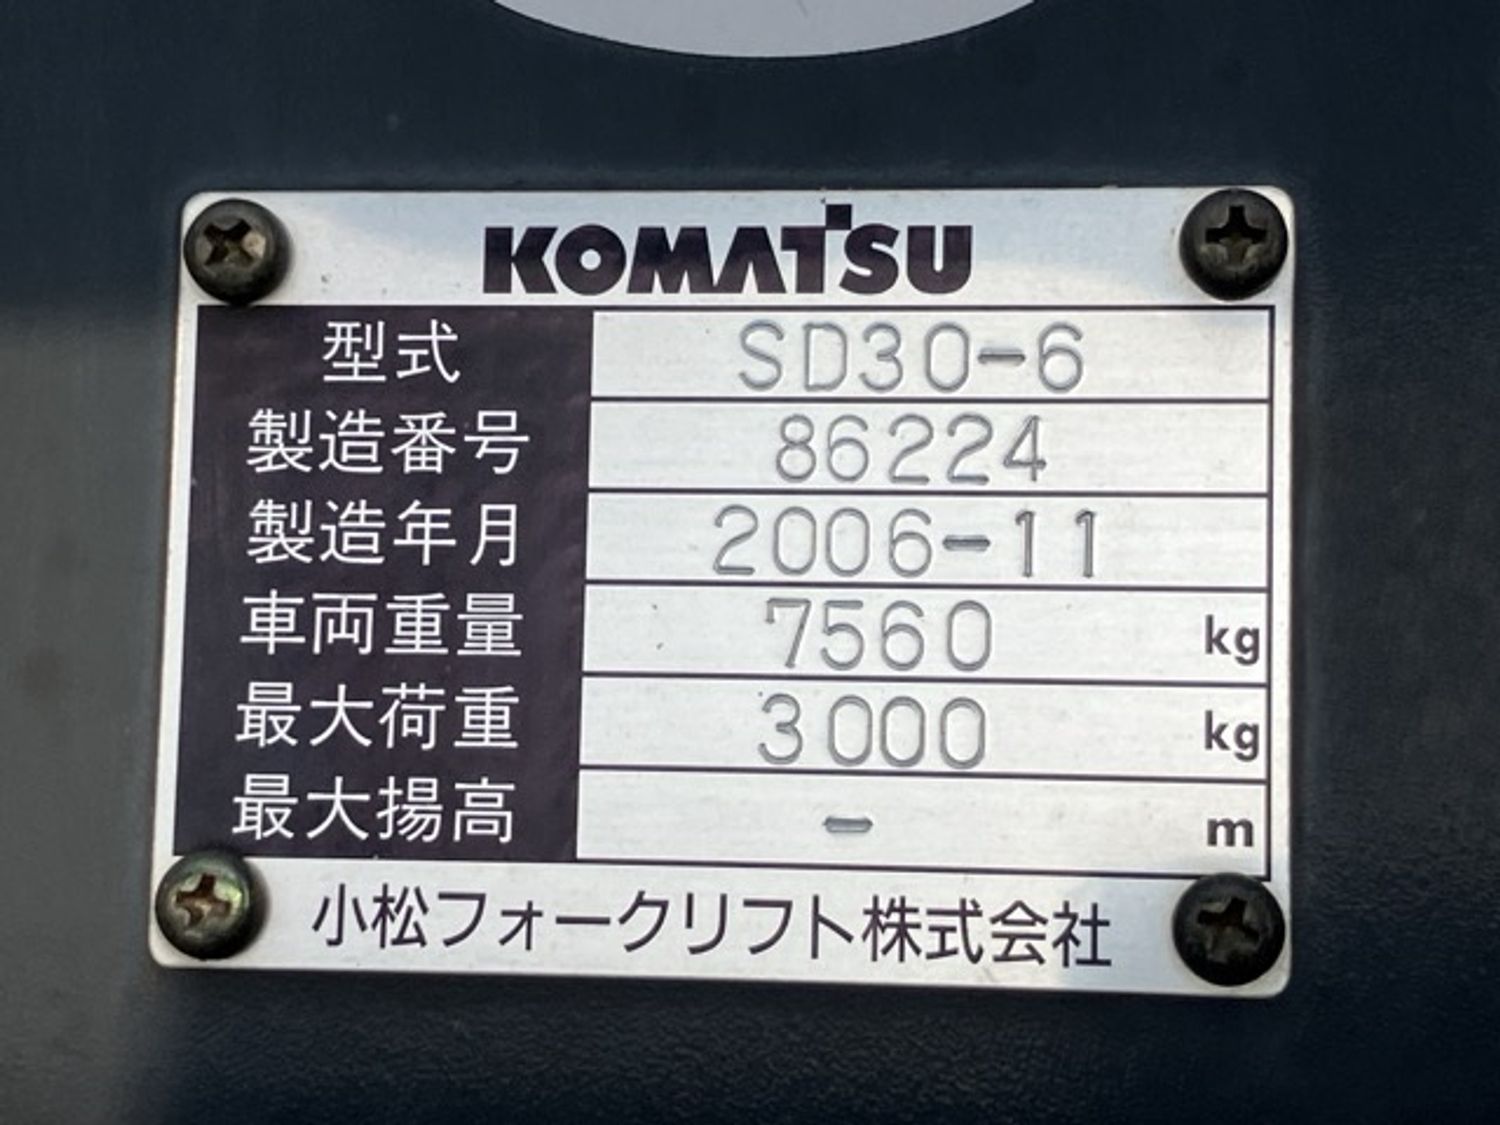 KOMATSU
型式 SD30-6
製造番号 86224
製造年月 2006-11
車両重量 7560 kg
最大荷重 3000 kg
最大揚高 - m
小松フォークリフト株式会社